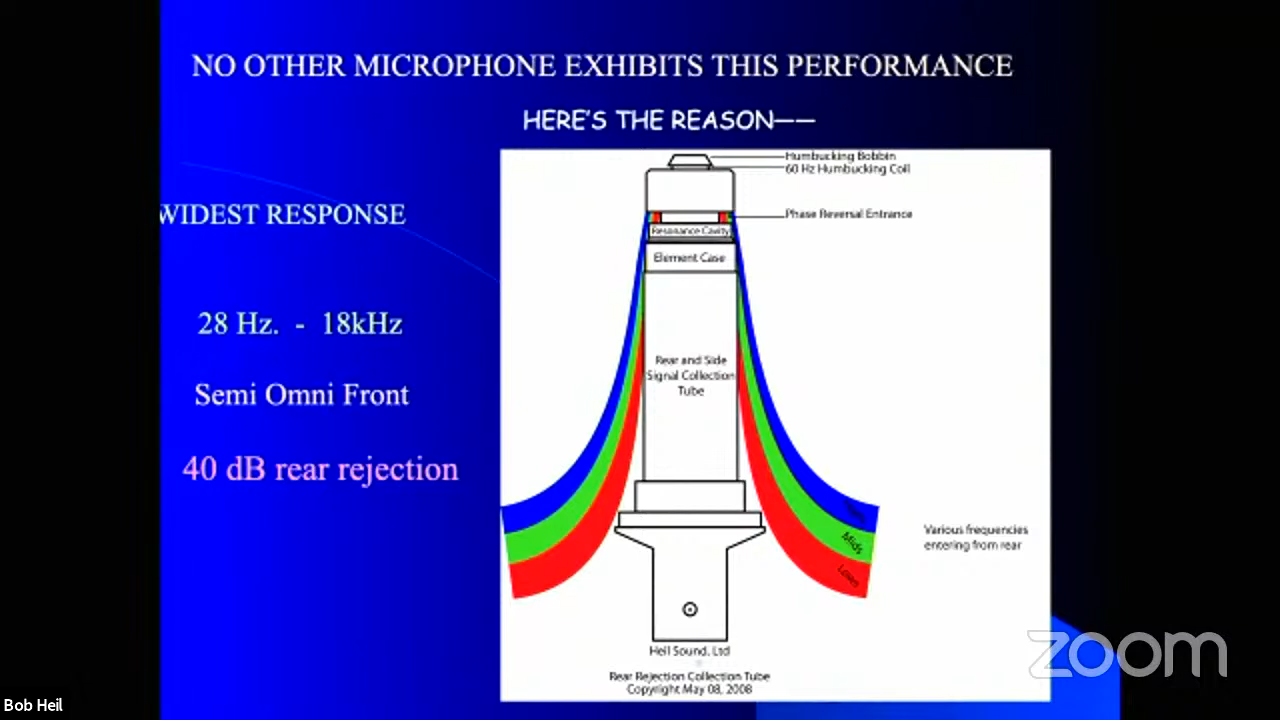 NO OTHER MICROPHONE EXHIBITS THIS PERFORMANCE
HERE'S THE REASON——
Humbucking Bobbin
60 Hz Humbucking Coil
WIDEST RESPONSE
Phase Reversal Entrance
Resonance Cavity
Element Case
28 Hz. - 18kHz
Rear and Side
Signal Collection
Tube
Semi Omni Front
40 dB rear rejection
Mids
Lows
Various frequencies
entering from rear
Heil Sound, Ltd
Rear Rejection Collection Tube
Copyright May 08, 2008
zoom
Bob Heil